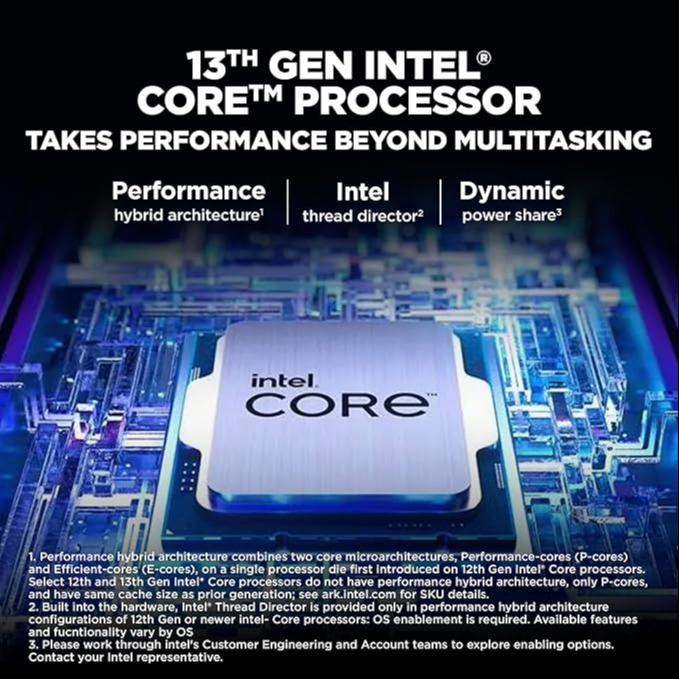 13TH GEN INTEL®
CORE™ PROCESSOR
TAKES PERFORMANCE BEYOND MULTITASKING
Performance
hybrid architecture¹
Intel
thread director²
Dynamic
power share³
intel.
CORE™
1. Performance hybrid architecture combines two core microarchitectures, Performance-cores (P-cores)
and Efficient-cores (E-cores), on a single processor die first introduced on 12th Gen Intel® Core processors.
Select 12th and 13th Gen Intel® Core processors do not have performance hybrid architecture, only P-cores,
and have same cache size as prior generation; see ark.intel.com for SKU details.
2. Built into the hardware, Intel® Thread Director is provided only in performance hybrid architecture
configurations of 12th Gen or newer intel- Core processors: OS enablement is required. Available features
and fucntionality vary by OS
3. Please work through intel's Customer Engineering and Account teams to explore enabling options.
Contact your Intel representative.